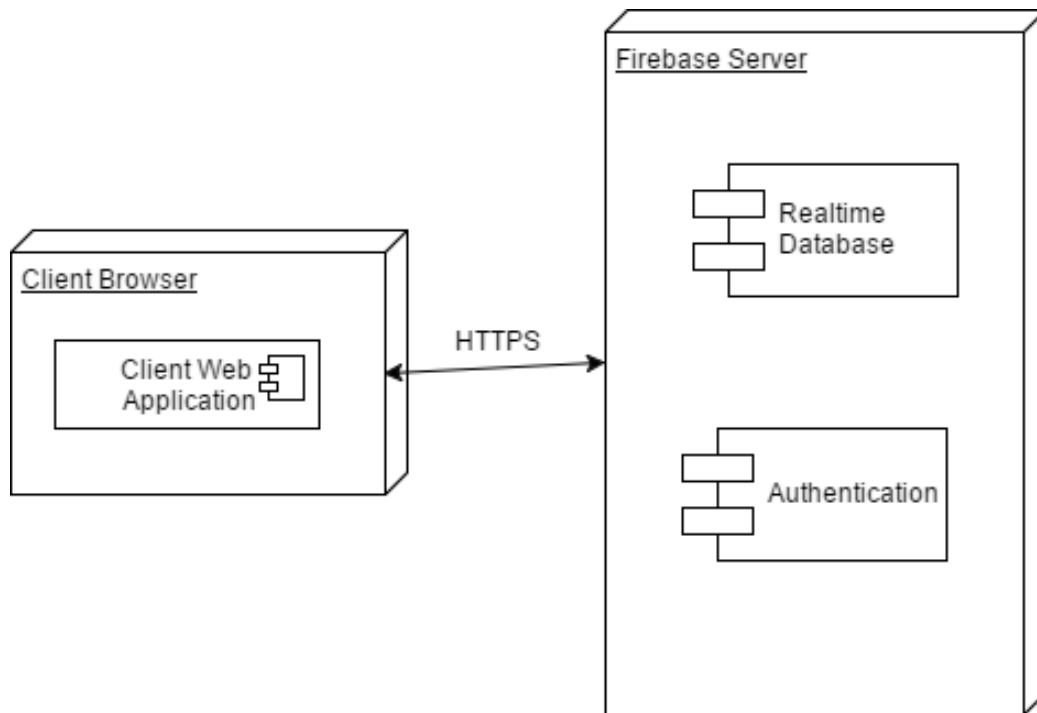 Firebase Server
Realtime
Database
Client Browser
HTTPS
Client Web
Application
Authentication